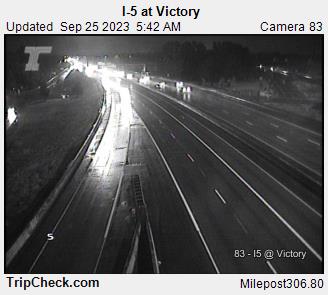 I-5 at Victory
Updated Sep 25 2023 5:42 AM Camera 83
T
S
83 - I5 @ Victory
TripCheck.com Milepost306.80